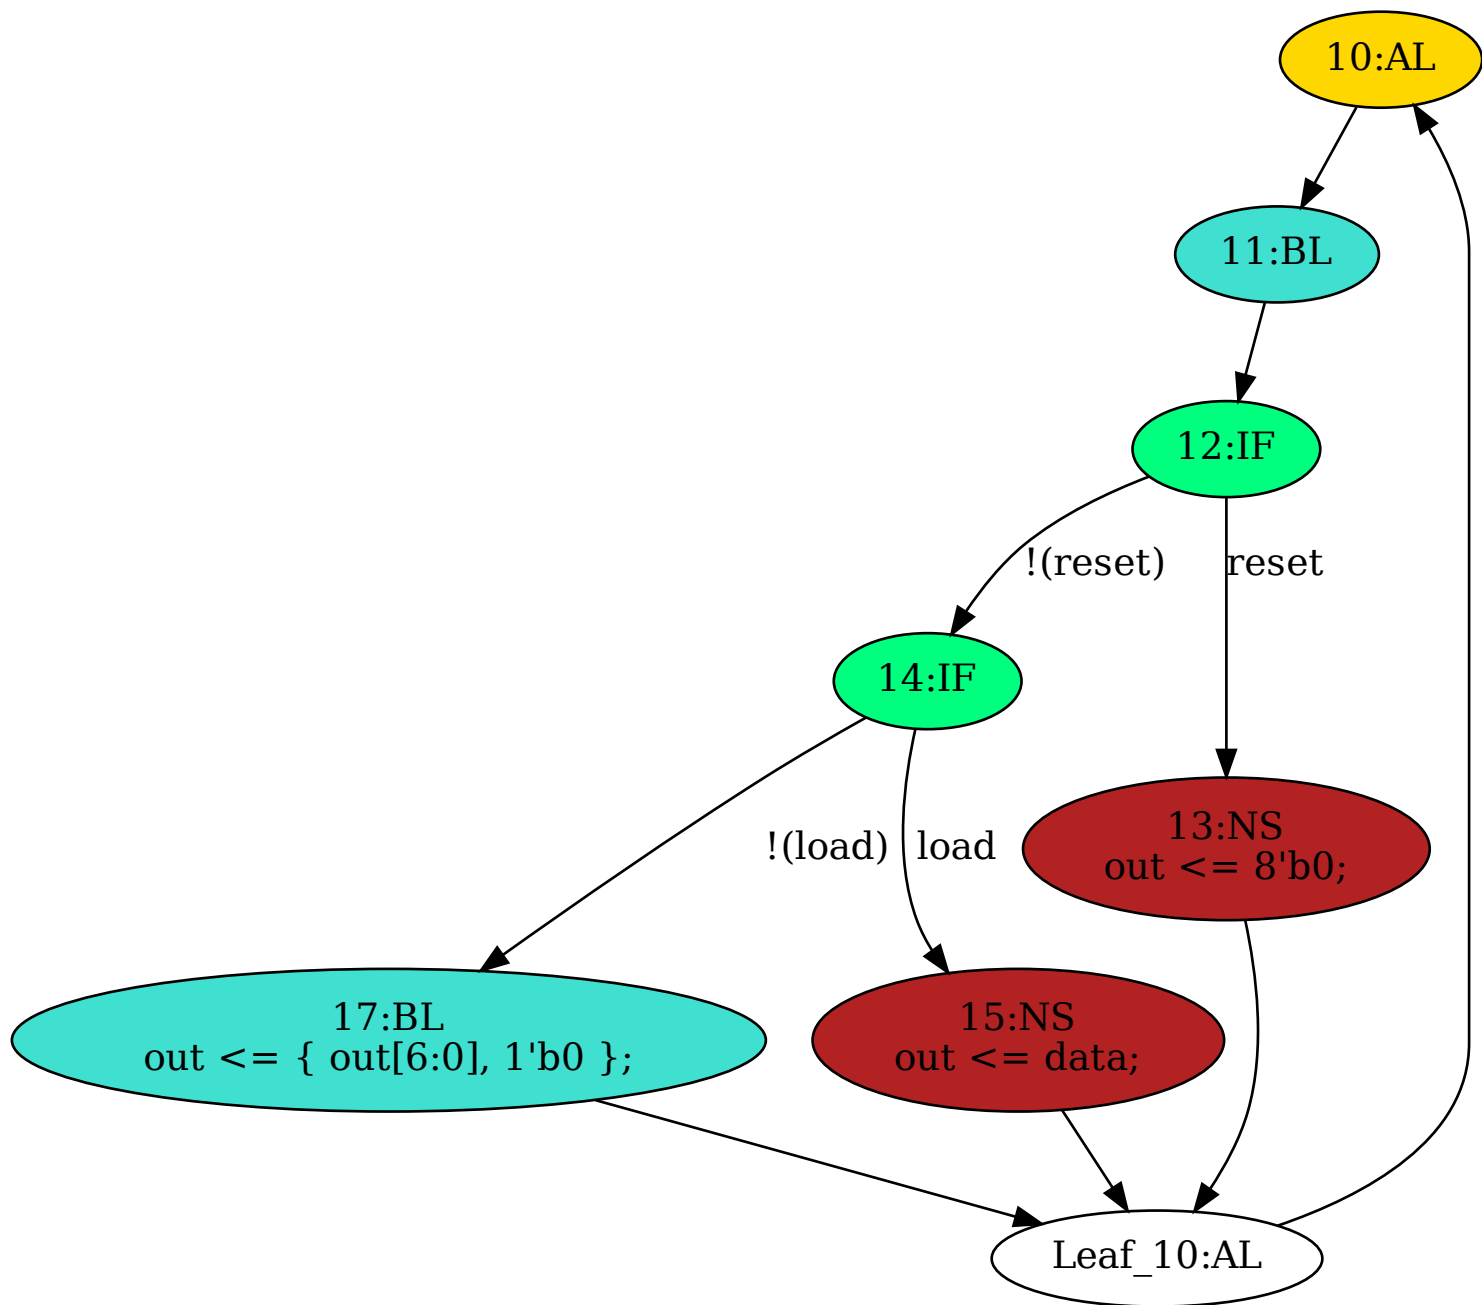 10:AL
11:BL
12:IF
!(reset)
reset
14:IF
13:NS
out <= 8'b0;
!(load)
load
17:BL
out <= { out[6:0], 1'b0 };
15:NS
out <= data;
Leaf_10:AL